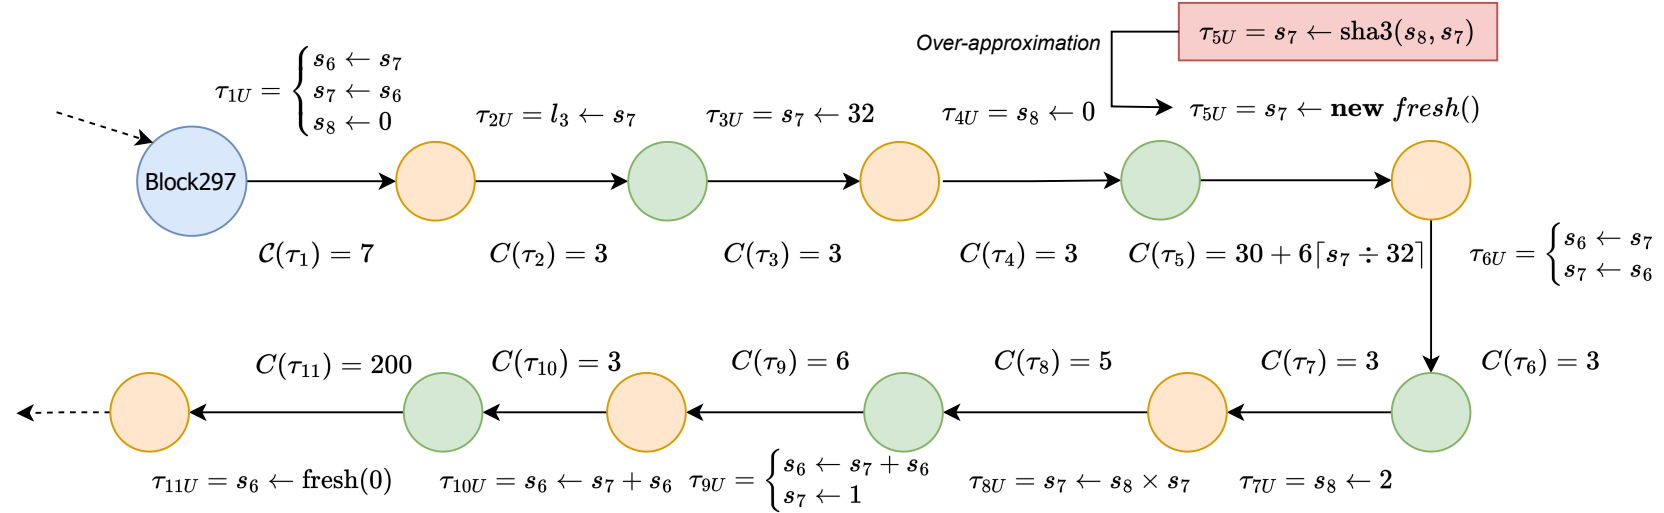 Over-approximation
τ5U = s7 ← sha3(s8, s7)
τ1U = { s6 ← s7
s7 ← s6
s8 ← 0
τ2U = l3 ← s7
τ3U = s7 ← 32
τ4U = s8 ← 0
τ5U = s7 ← new fresh()
Block297
𝒞(τ1) = 7
C(τ2) = 3
C(τ3) = 3
C(τ4) = 3
C(τ5) = 30 + 6⌈s7 ÷ 32⌉
τ6U = { s6 ← s7
s7 ← s6
C(τ11) = 200
C(τ10) = 3
C(τ9) = 6
C(τ8) = 5
C(τ7) = 3
C(τ6) = 3
τ11U = s6 ← fresh(0)
τ10U = s6 ← s7 + s6
τ9U = { s6 ← s7 + s6
s7 ← 1
τ8U = s7 ← s8 × s7
τ7U = s8 ← 2